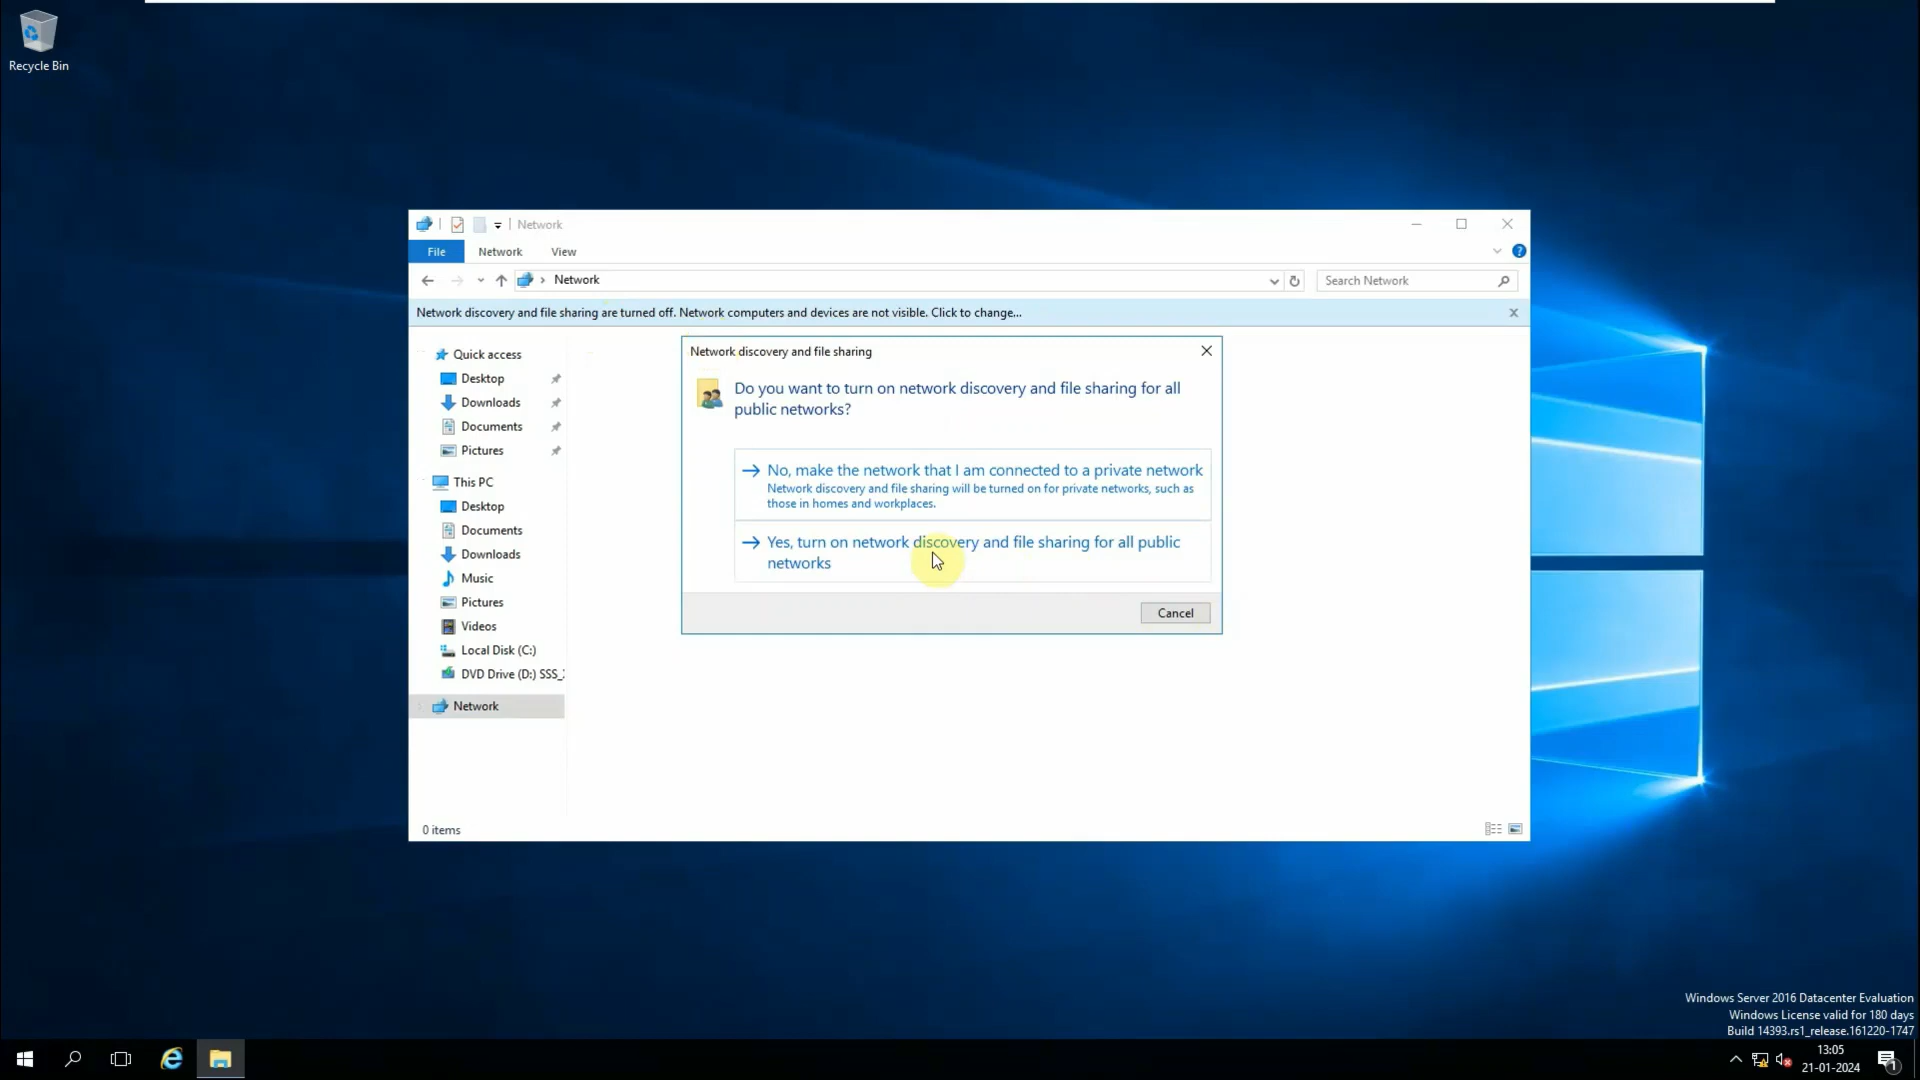 Recycle Bin
Network
File
Network
View
Network
Search Network
Network discovery and file sharing are turned off. Network computers and devices are not visible. Click to change...
Quick access
Desktop
Downloads
Documents
Pictures
This PC
Desktop
Documents
Downloads
Music
Pictures
Videos
Local Disk (C:)
DVD Drive (D:) SSS_
Network
0 items
Network discovery and file sharing
Do you want to turn on network discovery and file sharing for all
public networks?
No, make the network that I am connected to a private network
Network discovery and file sharing will be turned on for private networks, such as
those in homes and workplaces.
Yes, turn on network discovery and file sharing for all public
networks
Cancel
Windows Server 2016 Datacenter Evaluation
Windows License valid for 180 days
Build 14393.rs1_release.161220-1747
13:05
21-01-2024
1